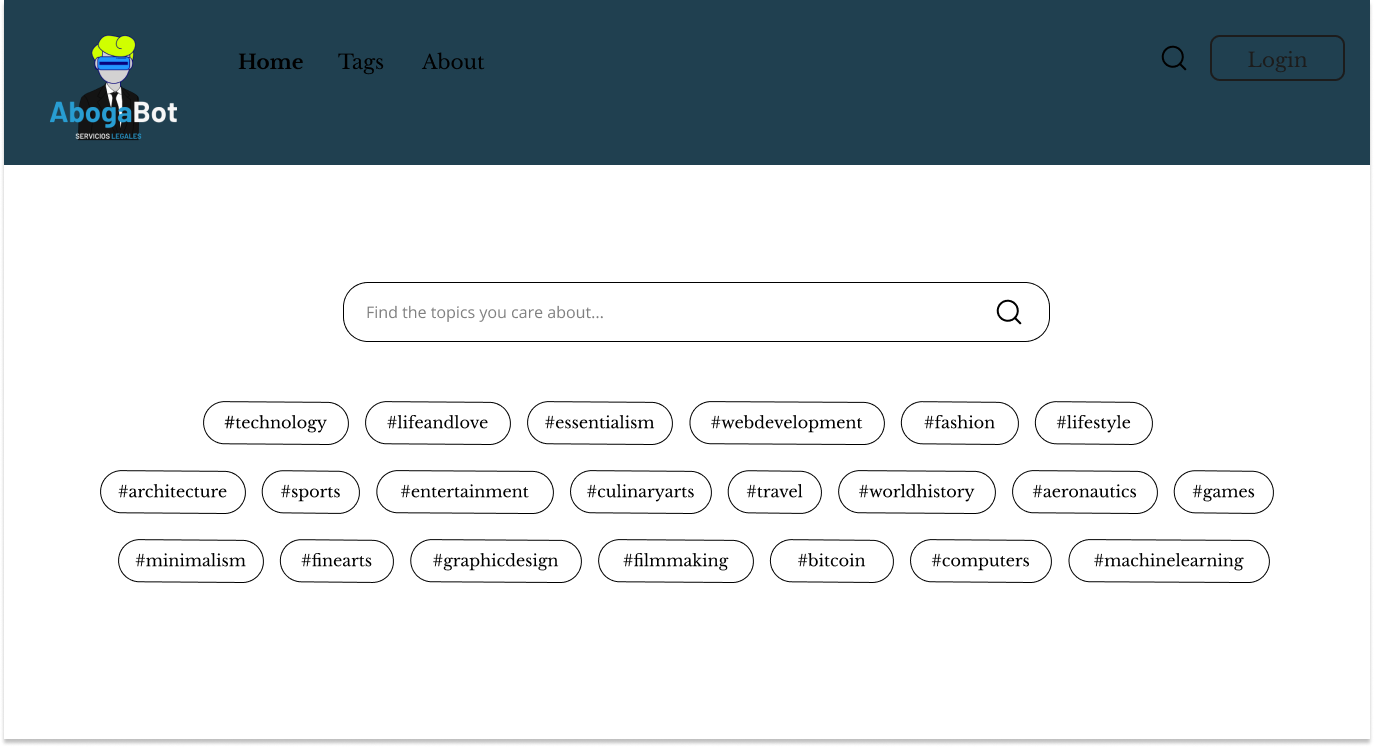 AbogaBot
SERVICIOS LEGALES
Home Tags About
Login
Find the topics you care about...
#technology #lifeandlove #essentialism #webdevelopment #fashion #lifestyle
#architecture #sports #entertainment #culinaryarts #travel #worldhistory #aeronautics #games
#minimalism #finearts #graphicdesign #filmmaking #bitcoin #computers #machinelearning